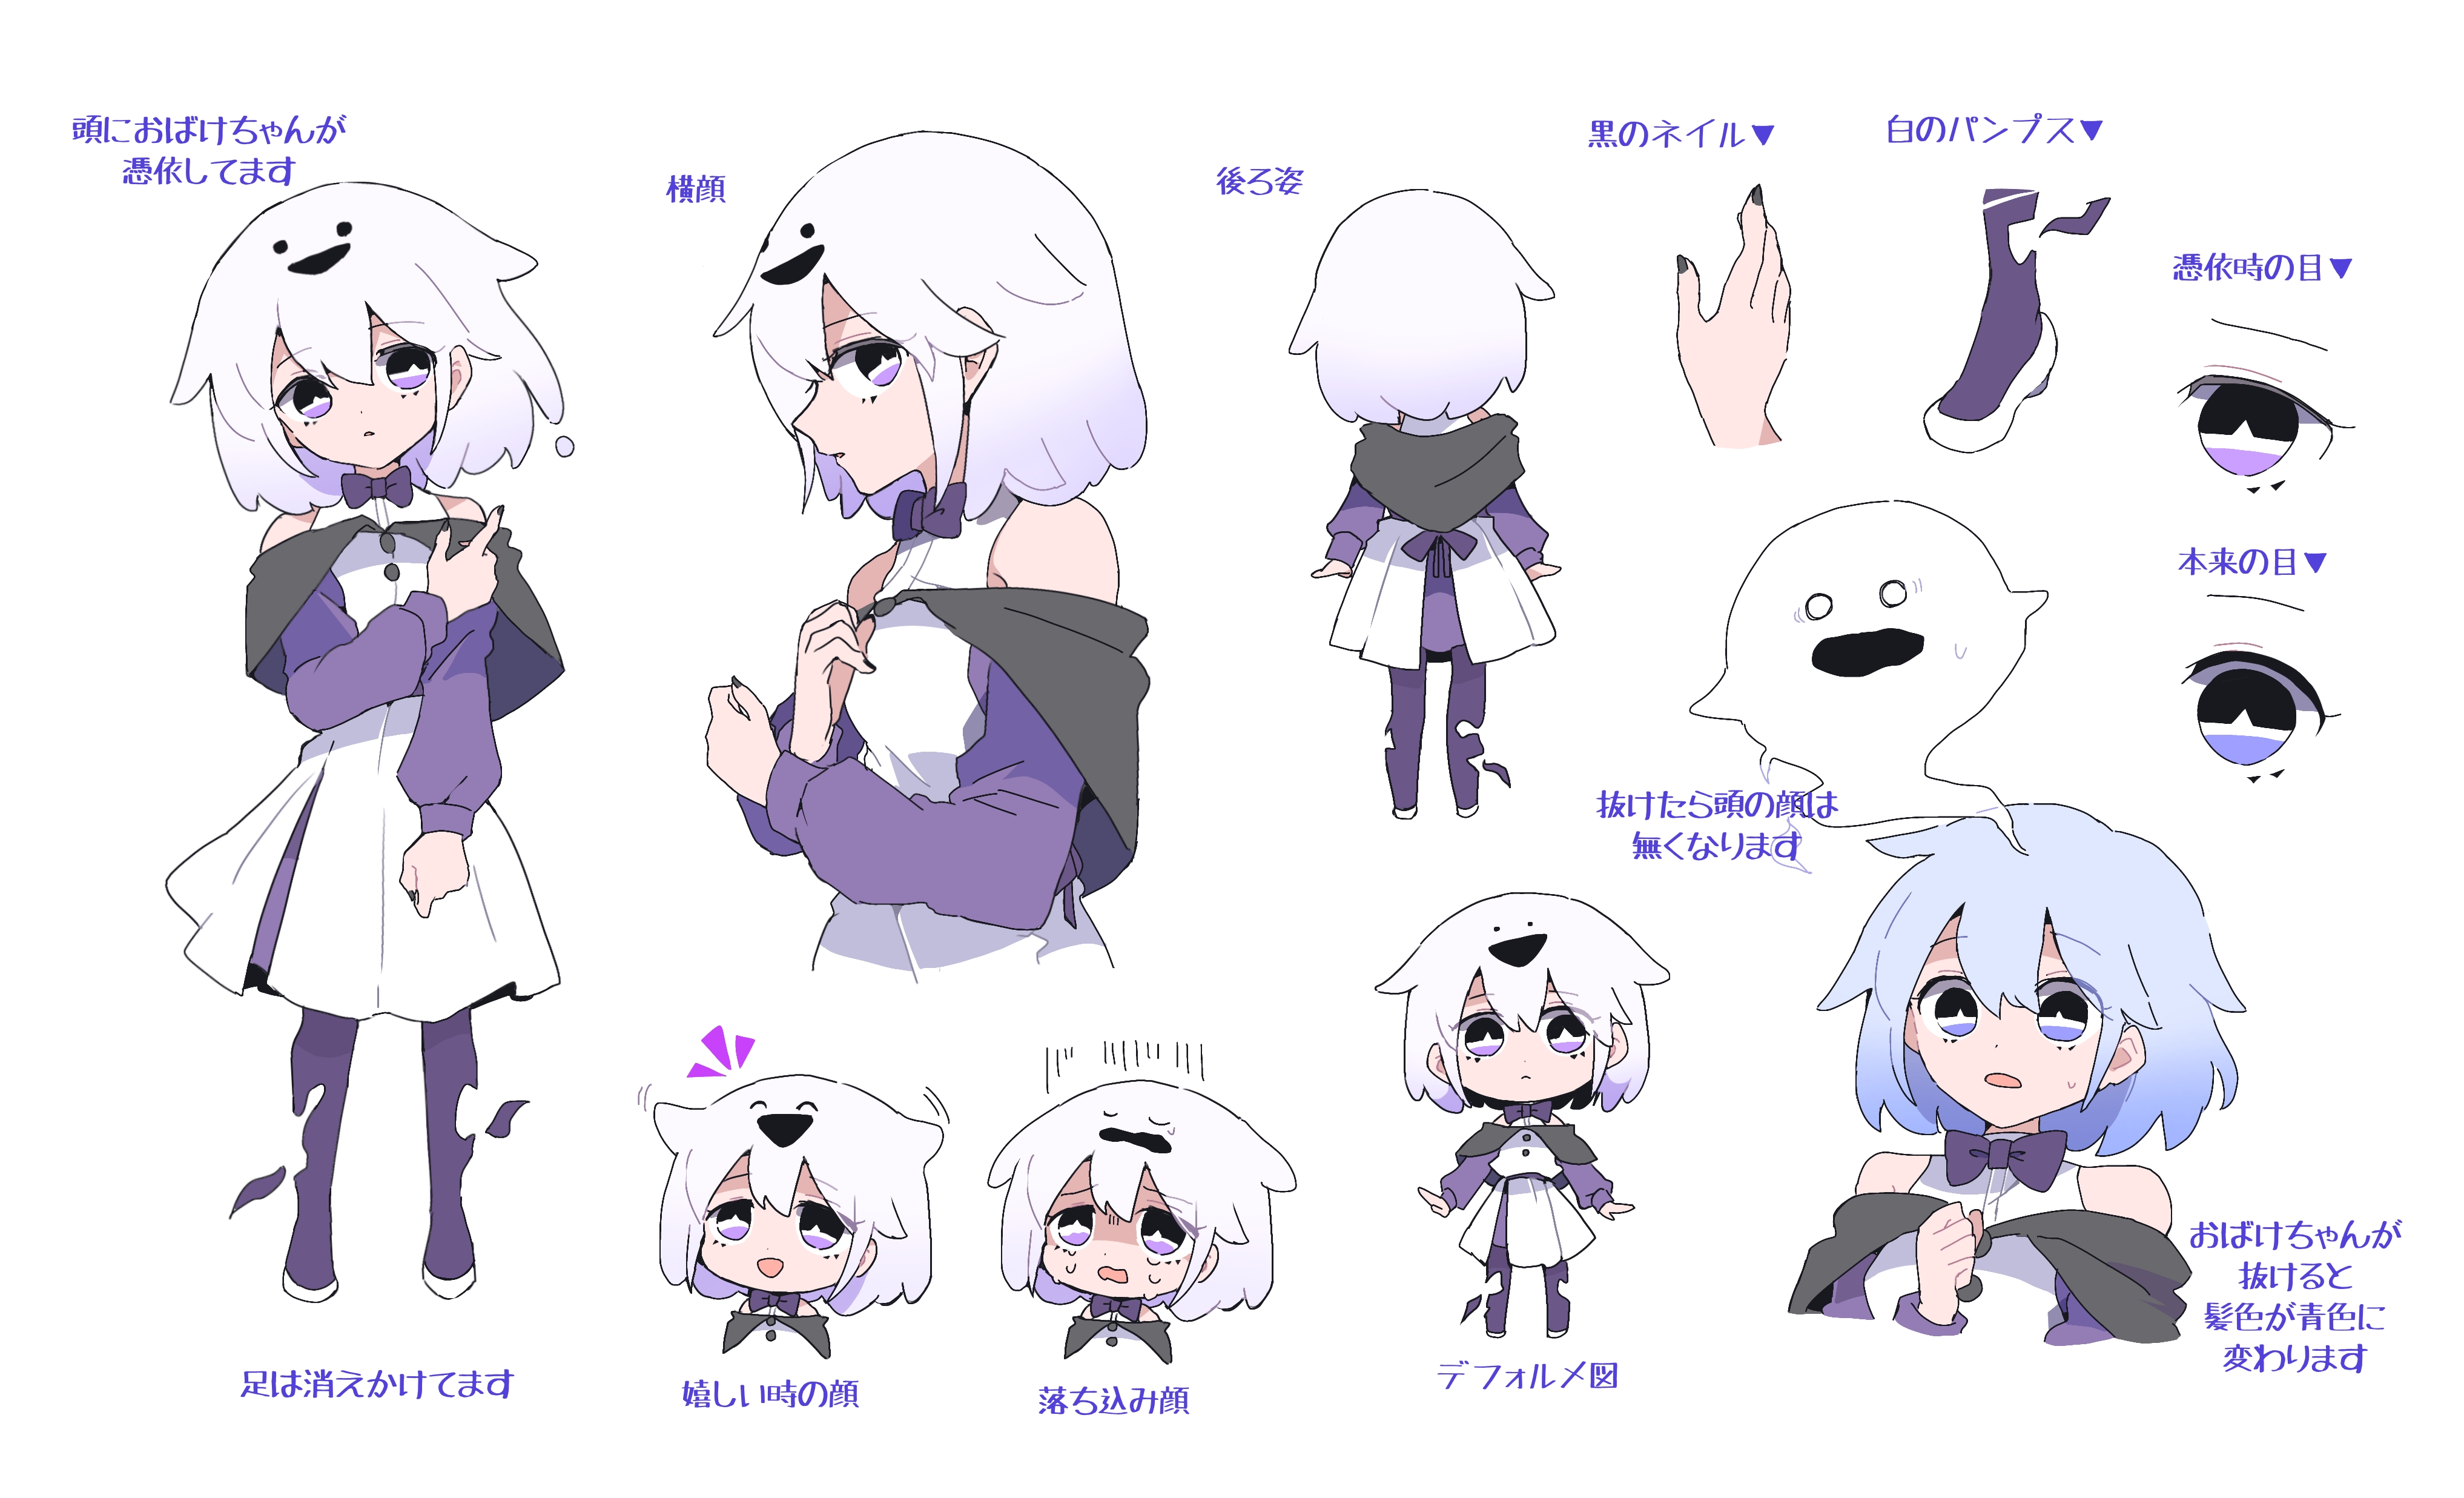 頭におばけちゃんが
憑依してます
横顔
後ろ姿
黒のネイル▼
白のパンプス▼
憑依時の目▼
本来の目▼
抜けたら頭の顔は
無くなります
おばけちゃんが
抜けると
髪色が青色に
変わります
足は消えかけてます
嬉しい時の顔
落ち込み顔
デフォルメ図